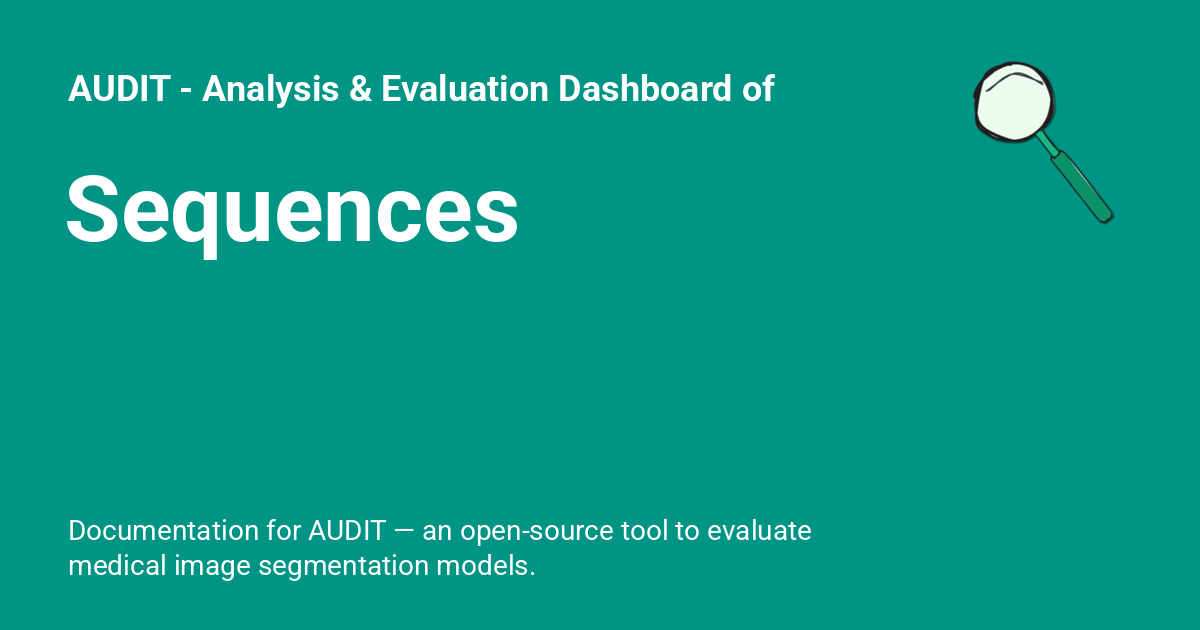 AUDIT - Analysis & Evaluation Dashboard of
Sequences
Documentation for AUDIT — an open-source tool to evaluate
medical image segmentation models.